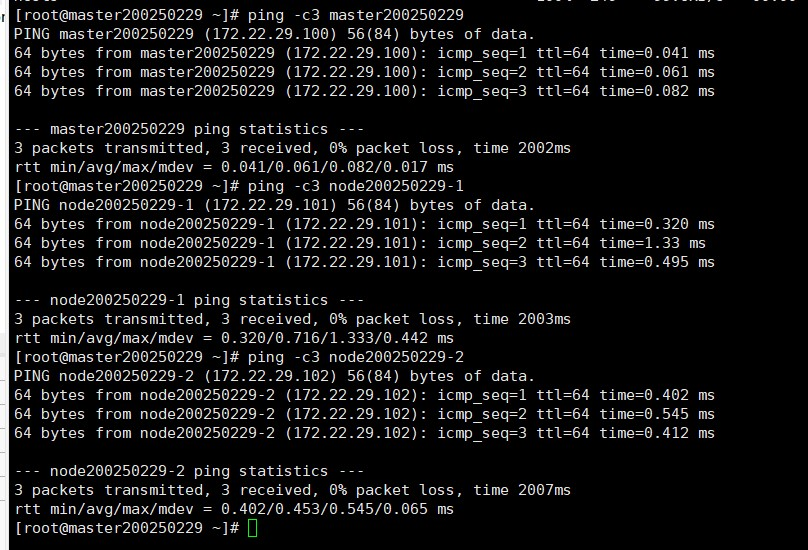 [root@master200250229 ~]# ping -c3 master200250229
PING master200250229 (172.22.29.100) 56(84) bytes of data.
64 bytes from master200250229 (172.22.29.100): icmp_seq=1 ttl=64 time=0.041 ms
64 bytes from master200250229 (172.22.29.100): icmp_seq=2 ttl=64 time=0.061 ms
64 bytes from master200250229 (172.22.29.100): icmp_seq=3 ttl=64 time=0.082 ms
--- master200250229 ping statistics ---
3 packets transmitted, 3 received, 0% packet loss, time 2002ms
rtt min/avg/max/mdev = 0.041/0.061/0.082/0.017 ms
[root@master200250229 ~]# ping -c3 node200250229-1
PING node200250229-1 (172.22.29.101) 56(84) bytes of data.
64 bytes from node200250229-1 (172.22.29.101): icmp_seq=1 ttl=64 time=0.320 ms
64 bytes from node200250229-1 (172.22.29.101): icmp_seq=2 ttl=64 time=1.33 ms
64 bytes from node200250229-1 (172.22.29.101): icmp_seq=3 ttl=64 time=0.495 ms
--- node200250229-1 ping statistics ---
3 packets transmitted, 3 received, 0% packet loss, time 2003ms
rtt min/avg/max/mdev = 0.320/0.716/1.333/0.442 ms
[root@master200250229 ~]# ping -c3 node200250229-2
PING node200250229-2 (172.22.29.102) 56(84) bytes of data.
64 bytes from node200250229-2 (172.22.29.102): icmp_seq=1 ttl=64 time=0.402 ms
64 bytes from node200250229-2 (172.22.29.102): icmp_seq=2 ttl=64 time=0.545 ms
64 bytes from node200250229-2 (172.22.29.102): icmp_seq=3 ttl=64 time=0.412 ms
--- node200250229-2 ping statistics ---
3 packets transmitted, 3 received, 0% packet loss, time 2007ms
rtt min/avg/max/mdev = 0.402/0.453/0.545/0.065 ms
[root@master200250229 ~]#